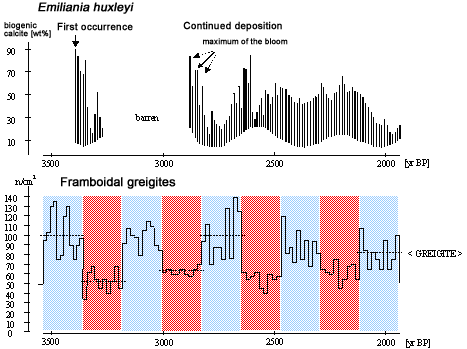 Emiliania huxleyi
biogenic
calcite [wt%]
First occurrence
Continued deposition
maximum of the bloom
90
70
50
30
10
barren
3500
3000
2500
2000
[yr BP]
n/cm¹
Framboidal greigites
140
130
120
110
100
90
80
70
60
50
40
30
20
10
0
< GREIGITE >
3500
3000
2500
2000
[yr BP]